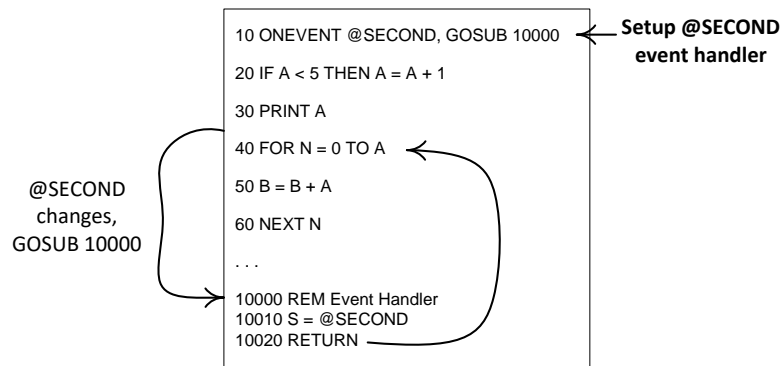 10 ONEVENT @SECOND, GOSUB 10000
Setup @SECOND
event handler
20 IF A < 5 THEN A = A + 1
30 PRINT A
40 FOR N = 0 TO A
50 B = B + A
60 NEXT N
. . .
@SECOND
changes,
GOSUB 10000
10000 REM Event Handler
10010 S = @SECOND
10020 RETURN